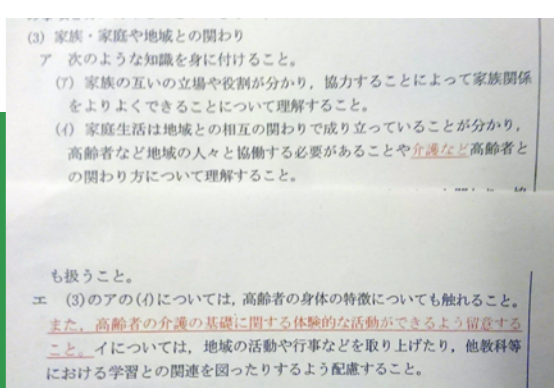 (3) 家族・家庭や地域との関わり
ア 次のような知識を身に付けること。
(ｱ) 家族の互いの立場や役割が分かり，協力することによって家族関係
をよりよくできることについて理解すること。
(ｲ) 家庭生活は地域との相互の関わりで成り立っていることが分かり，
高齢者など地域の人々と協働する必要があることや介護など高齢者と
の関わり方について理解すること。
も扱うこと。
エ (3)のアの(ｲ)については，高齢者の身体の特徴についても触れること。
また，高齢者の介護の基礎に関する体験的な活動ができるよう留意する
こと。イについては，地域の活動や行事などを取り上げたり，他教科等
における学習との関連を図ったりするよう配慮すること。